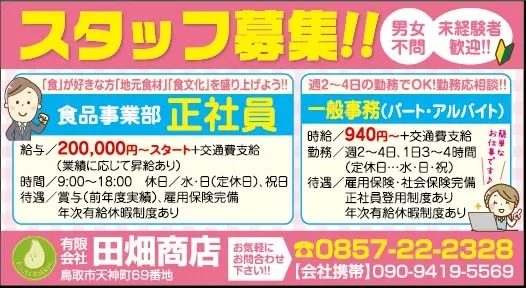 スタッフ募集!!
男女不問
未経験者歓迎!!
「食」が好きな方「地元食材」「食文化」を盛り上げよう!!
食品事業部 正社員
給与／200,000円〜スタート+交通費支給
(業績に応じて昇給あり)
時間／9:00〜18:00 休日／水・日(定休日)、祝日
待遇／賞与(前年度実績)、雇用保険完備
年次有給休暇制度あり
週2〜4日の勤務でOK!勤務応相談!!
一般事務(パート・アルバイト)
時給／940円〜+交通費支給
勤務／週2〜4日、1日3〜4時間
(定休日…水・日・祝)
待遇／雇用保険・社会保険完備
正社員登用制度あり
年次有給休暇制度あり
簡単な
お仕事です♪
有限会社 田畑商店
鳥取市天神町69番地
お気軽に
お問合わせ
下さい!!
☎0857-22-2328
【会社携帯】090-9419-5569